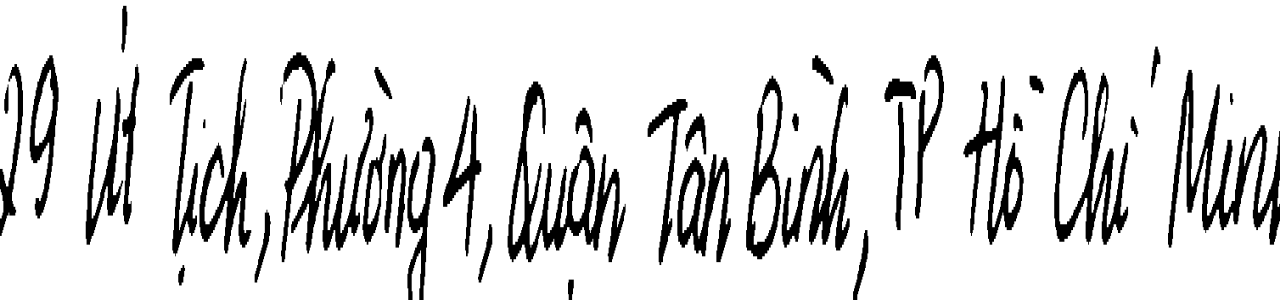 29 Út Tịch, Phường 4, Quận Tân Bình, TP Hồ Chí Minh